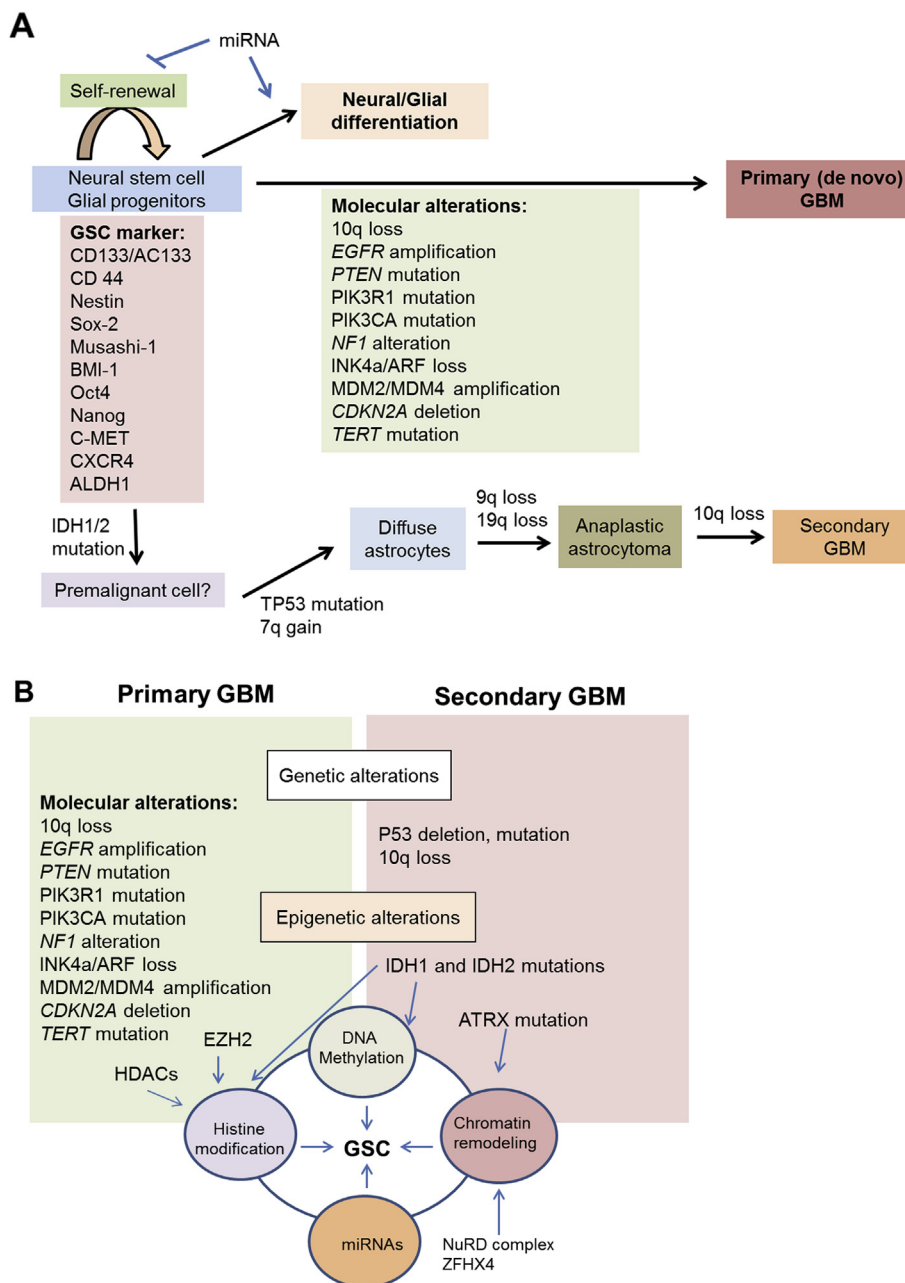 A
miRNA
Self-renewal
Neural/Glial
differentiation
Neural stem cell
Glial progenitors
Primary (de novo)
GBM
GSC marker:
CD133/AC133
CD 44
Nestin
Sox-2
Musashi-1
BMI-1
Oct4
Nanog
C-MET
CXCR4
ALDH1
Molecular alterations:
10q loss
EGFR amplification
PTEN mutation
PIK3R1 mutation
PIK3CA mutation
NF1 alteration
INK4a/ARF loss
MDM2/MDM4 amplification
CDKN2A deletion
TERT mutation
IDH1/2
mutation
Premalignant cell?
TP53 mutation
7q gain
Diffuse
astrocytes
9q loss
19q loss
Anaplastic
astrocytoma
10q loss
Secondary
GBM
B
Primary GBM
Secondary GBM
Genetic alterations
Molecular alterations:
10q loss
EGFR amplification
PTEN mutation
PIK3R1 mutation
PIK3CA mutation
NF1 alteration
INK4a/ARF loss
MDM2/MDM4 amplification
CDKN2A deletion
TERT mutation
P53 deletion, mutation
10q loss
Epigenetic alterations
IDH1 and IDH2 mutations
ATRX mutation
EZH2
HDACs
DNA
Methylation
Histine
modification
GSC
Chromatin
remodeling
miRNAs
NuRD complex
ZFHX4